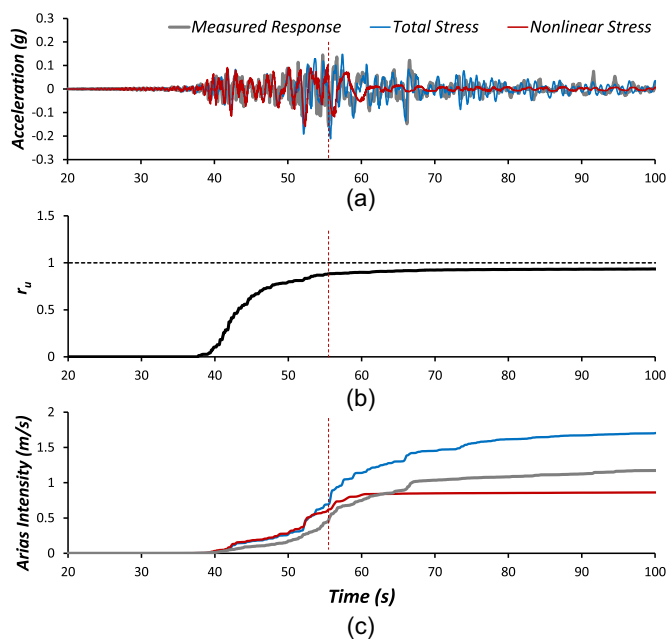 Measured Response Total Stress Nonlinear Stress
Acceleration (g)
0.3
0.2
0.1
0
-0.1
-0.2
-0.3
20 30 40 50 60 70 80 90 100
(a)
r_u
1.5
1
0.5
0
20 30 40 50 60 70 80 90 100
(b)
Arias Intensity (m/s)
2
1.5
1
0.5
0
20 30 40 50 60 70 80 90 100
Time (s)
(c)